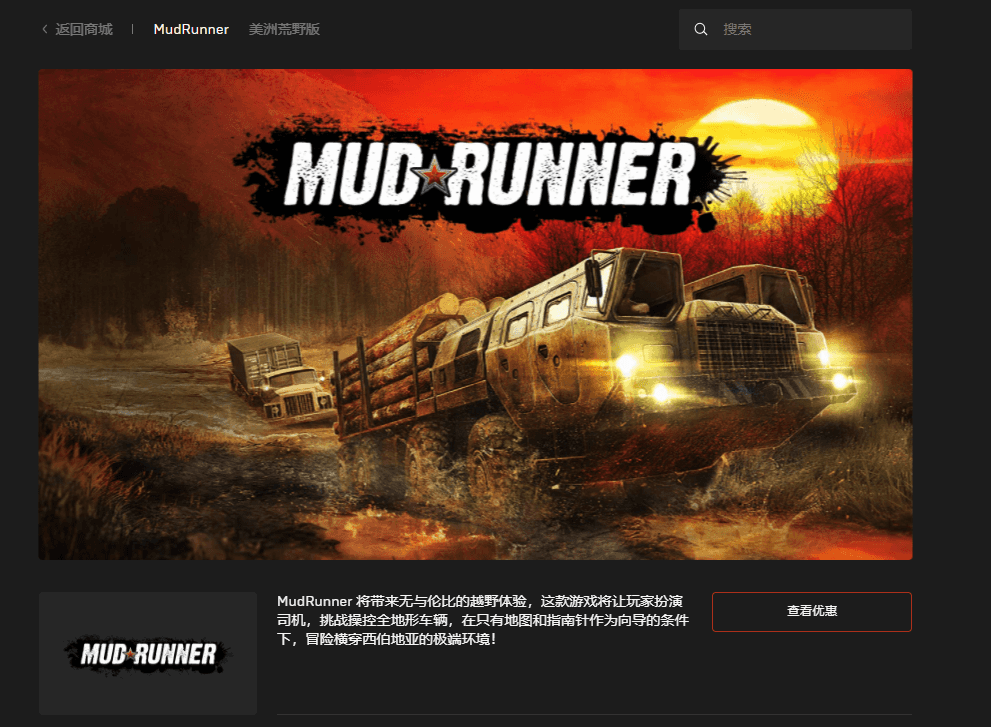 返回商城 | MudRunner 美洲荒野版 搜索
MUD RUNNER
MudRunner 将带来无与伦比的越野体验，这款游戏将让玩家扮演
司机，挑战操控全地形车辆，在只有地图和指南针作为向导的条件
下，冒险横穿西伯地亚的极端环境！
查看优惠
MUD RUNNER